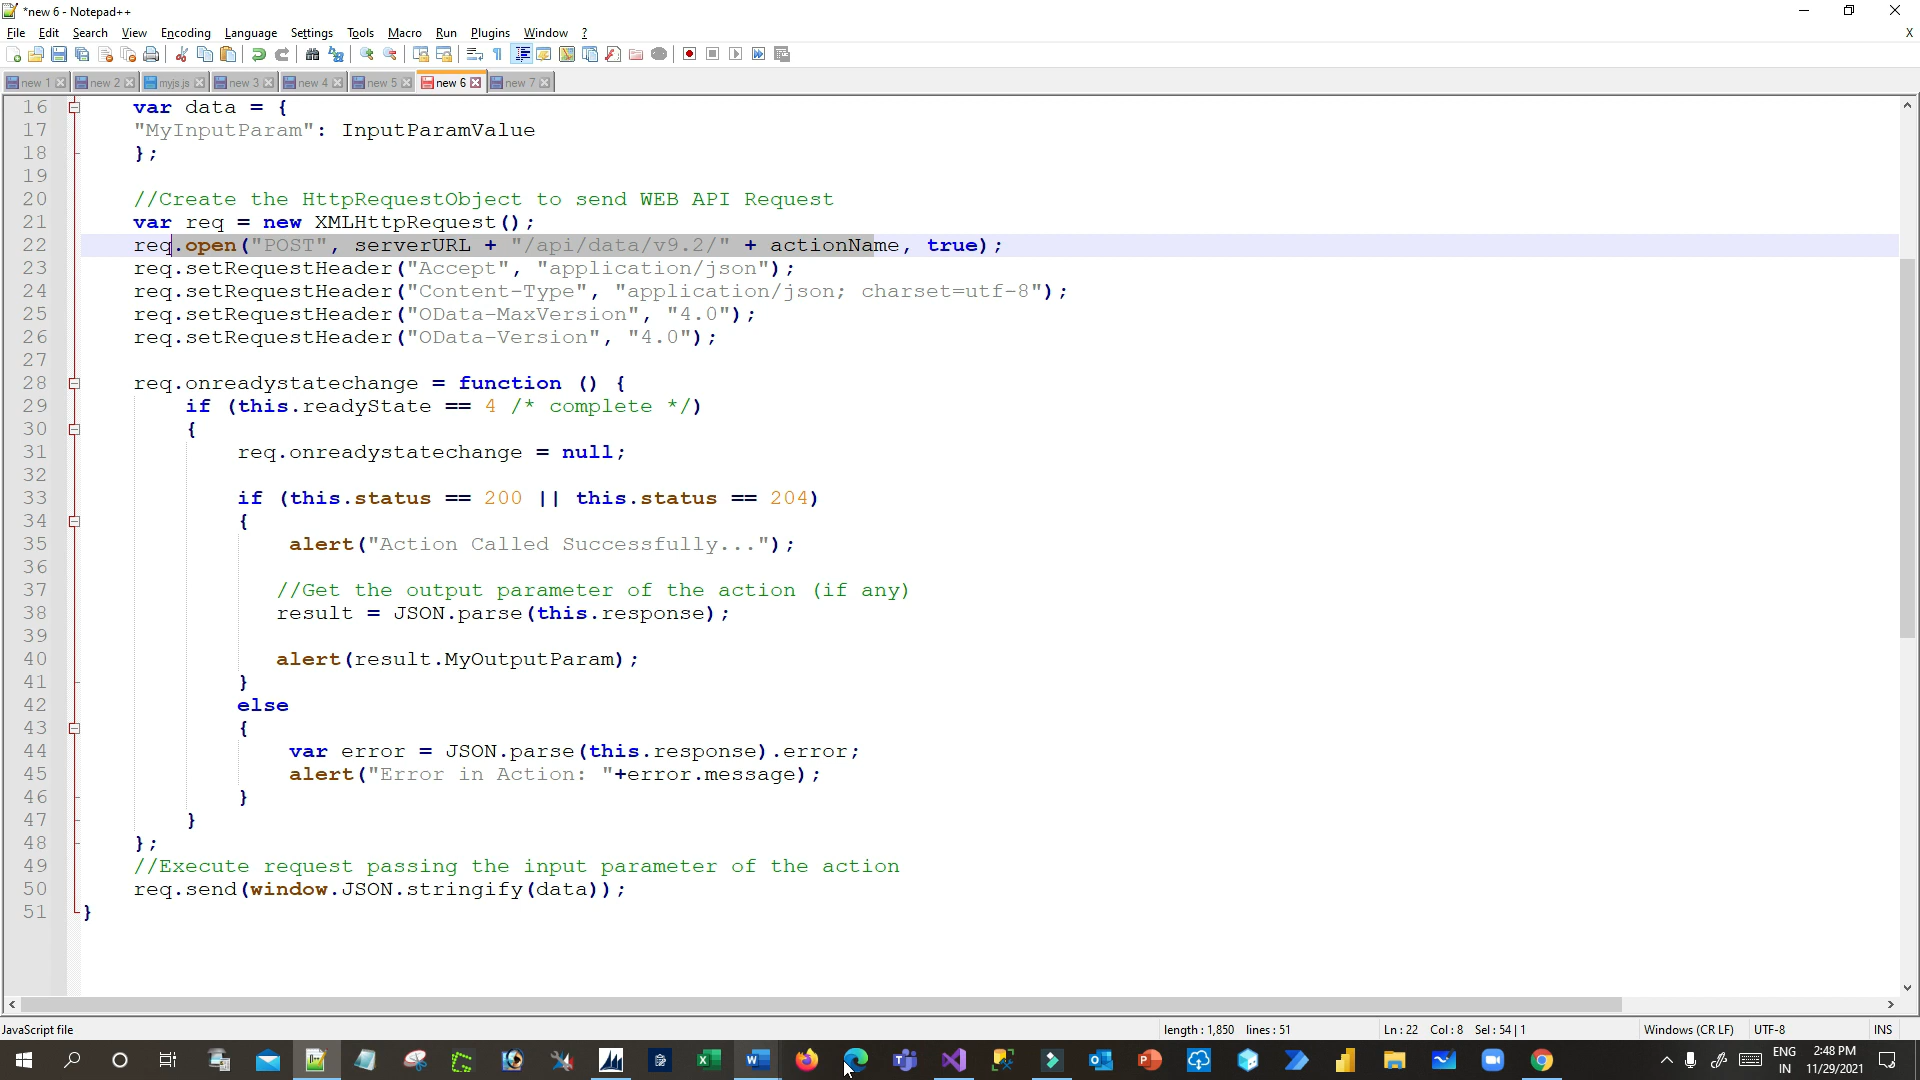 *new 6 - Notepad++
File Edit Search View Encoding Language Settings Tools Macro Run Plugins Window ? X
new 1 new 2 myjs.js new 3 new 4 new 5 new 6 new 7
16 var data = {
17 "MyInputParam": InputParamValue
18 };
19
20 //Create the HttpRequestObject to send WEB API Request
21 var req = new XMLHttpRequest();
22 req.open("POST", serverURL + "/api/data/v9.2/" + actionName, true);
23 req.setRequestHeader("Accept", "application/json");
24 req.setRequestHeader("Content-Type", "application/json; charset=utf-8");
25 req.setRequestHeader("OData-MaxVersion", "4.0");
26 req.setRequestHeader("OData-Version", "4.0");
27
28 req.onreadystatechange = function () {
29 if (this.readyState == 4 /* complete */)
30 {
31 req.onreadystatechange = null;
32
33 if (this.status == 200 || this.status == 204)
34 {
35 alert("Action Called Successfully...");
36
37 //Get the output parameter of the action (if any)
38 result = JSON.parse(this.response);
39
40 alert(result.MyOutputParam);
41 }
42 else
43 {
44 var error = JSON.parse(this.response).error;
45 alert("Error in Action: "+error.message);
46 }
47 }
48 };
49 //Execute request passing the input parameter of the action
50 req.send(window.JSON.stringify(data));
51 }
JavaScript file length : 1,850 lines : 51 Ln : 22 Col : 8 Sel : 54 | 1 Windows (CR LF) UTF-8 INS
ENG 2:48 PM
IN 11/29/2021